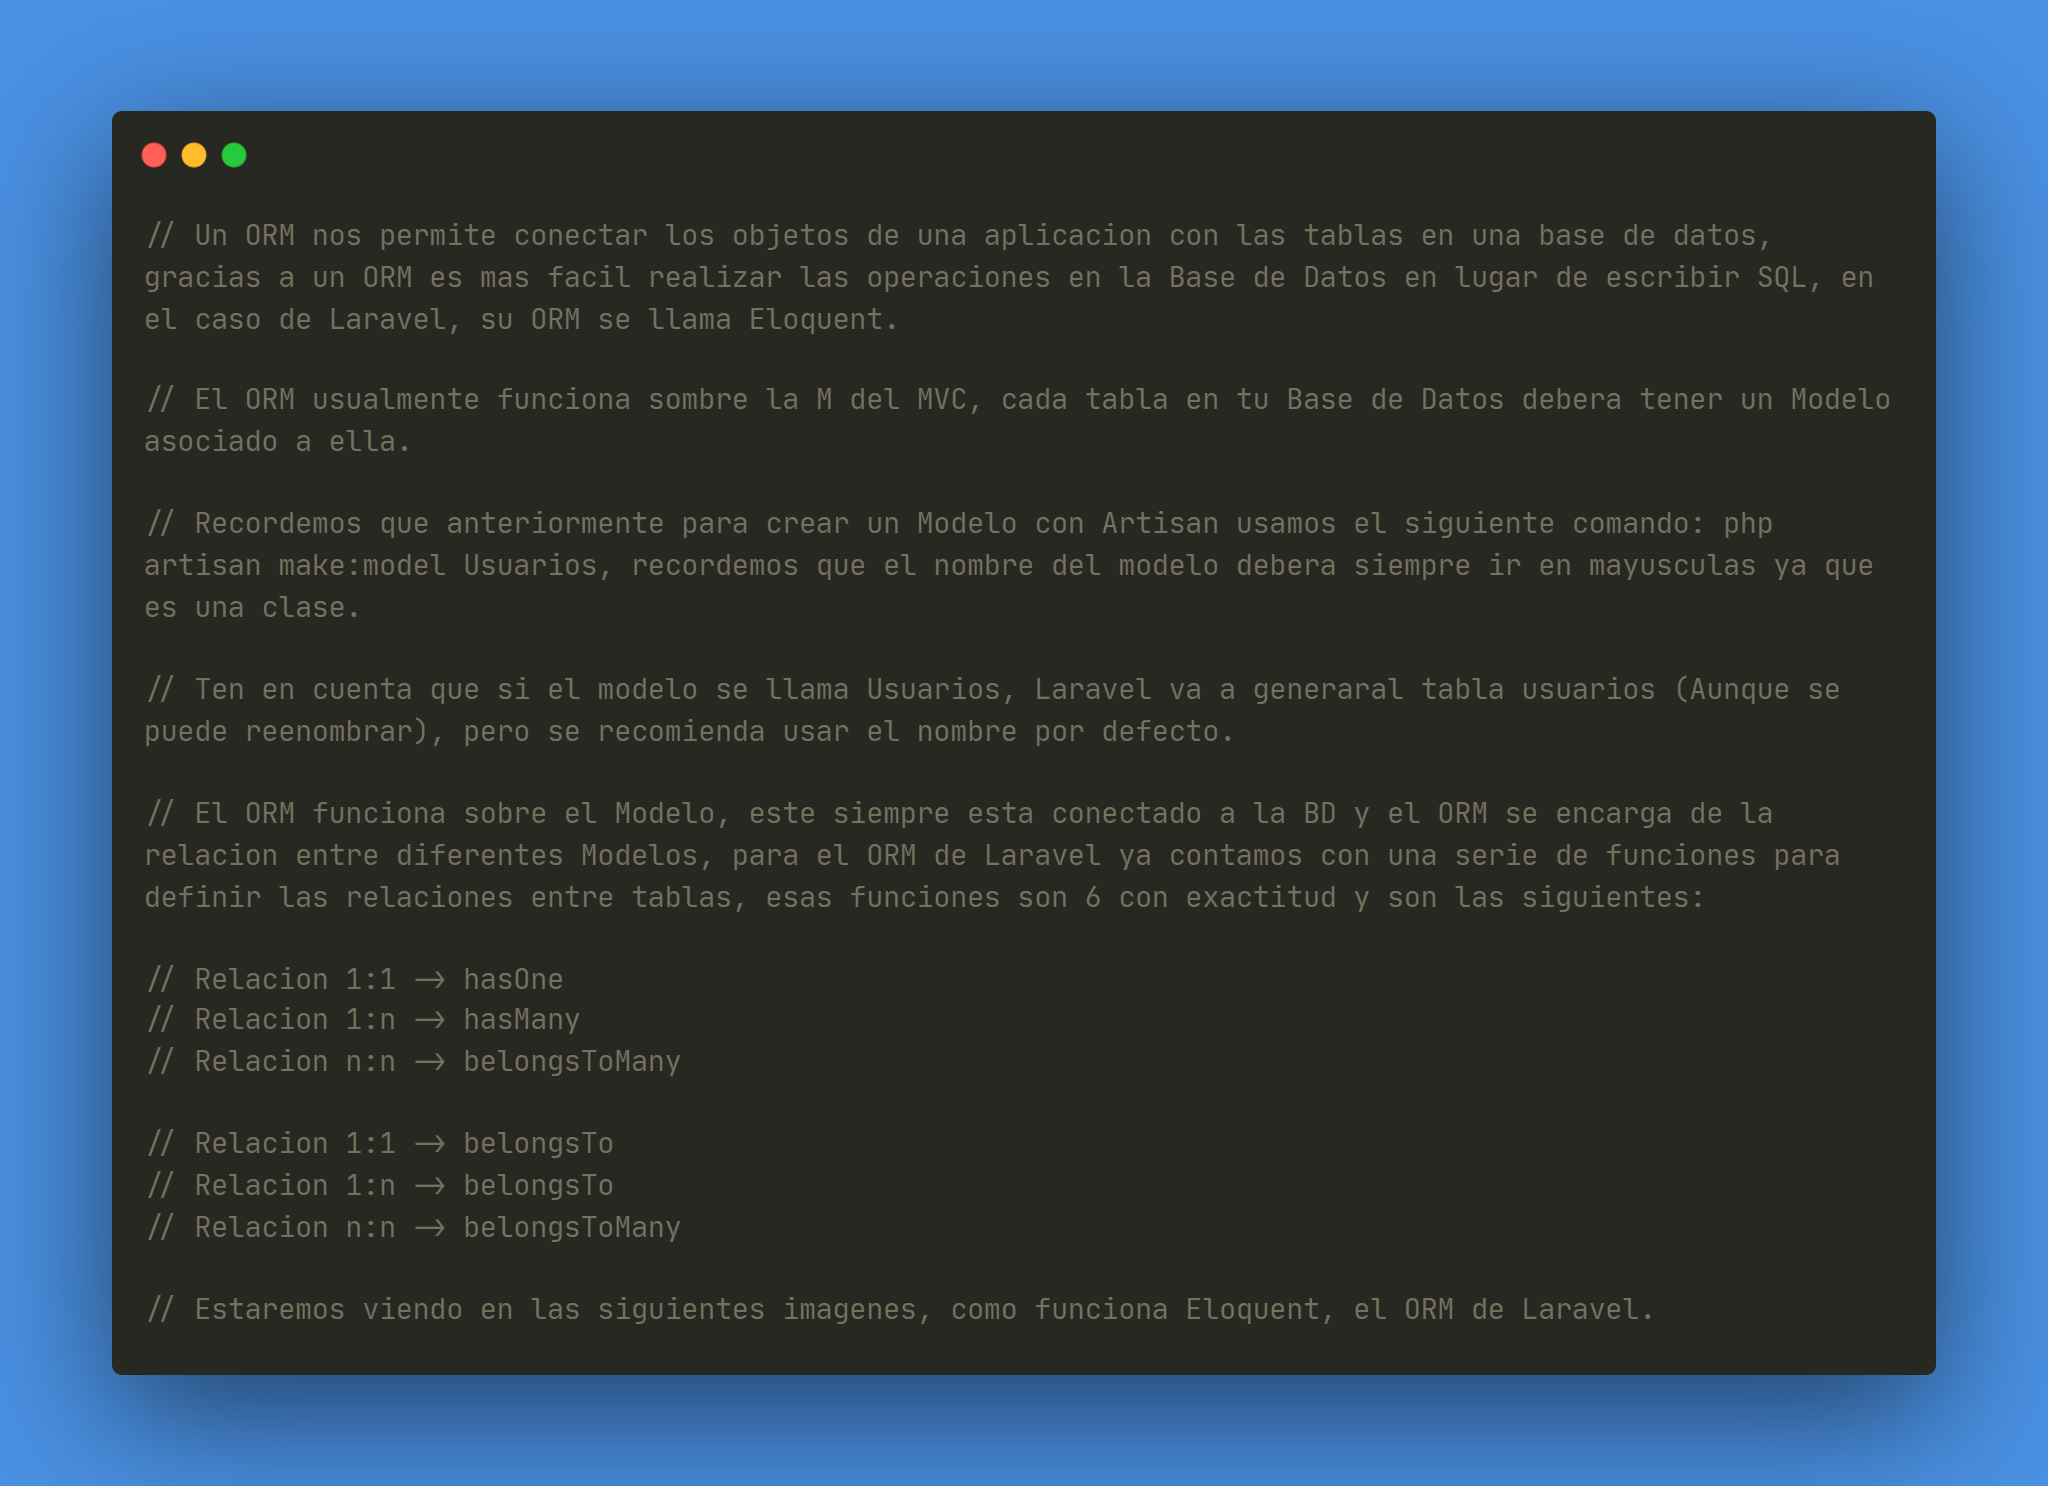 // Un ORM nos permite conectar los objetos de una aplicacion con las tablas en una base de datos,
gracias a un ORM es mas facil realizar las operaciones en la Base de Datos en lugar de escribir SQL, en
el caso de Laravel, su ORM se llama Eloquent.
// El ORM usualmente funciona sombre la M del MVC, cada tabla en tu Base de Datos debera tener un Modelo
asociado a ella.
// Recordemos que anteriormente para crear un Modelo con Artisan usamos el siguiente comando: php
artisan make:model Usuarios, recordemos que el nombre del modelo debera siempre ir en mayusculas ya que
es una clase.
// Ten en cuenta que si el modelo se llama Usuarios, Laravel va a generaral tabla usuarios (Aunque se
puede reenombrar), pero se recomienda usar el nombre por defecto.
// El ORM funciona sobre el Modelo, este siempre esta conectado a la BD y el ORM se encarga de la
relacion entre diferentes Modelos, para el ORM de Laravel ya contamos con una serie de funciones para
definir las relaciones entre tablas, esas funciones son 6 con exactitud y son las siguientes:
// Relacion 1:1 -> hasOne
// Relacion 1:n -> hasMany
// Relacion n:n -> belongsToMany
// Relacion 1:1 -> belongsTo
// Relacion 1:n -> belongsTo
// Relacion n:n -> belongsToMany
// Estaremos viendo en las siguientes imagenes, como funciona Eloquent, el ORM de Laravel.